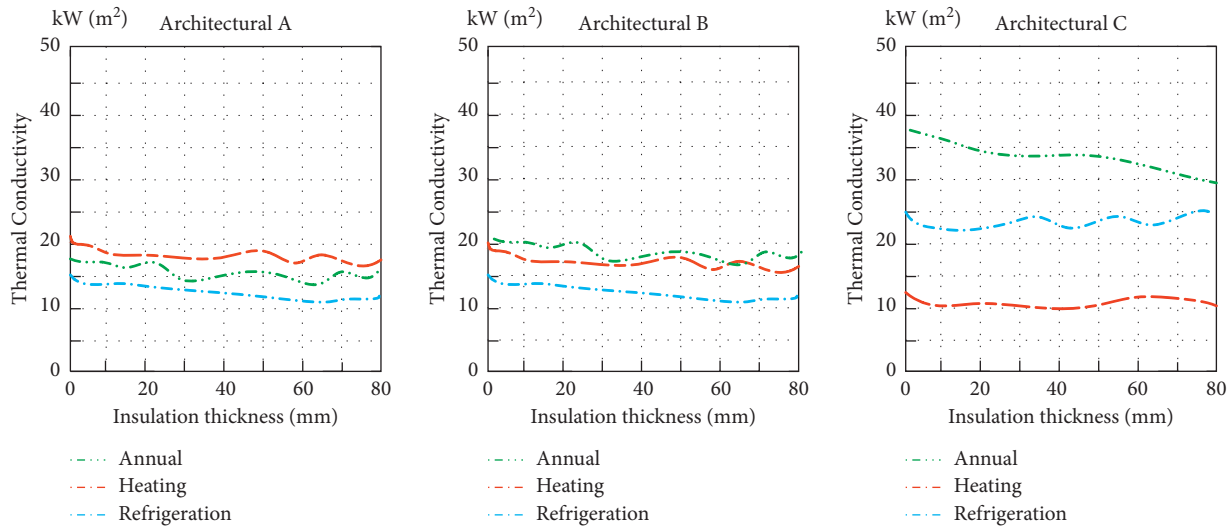 kW (m²)
Architectural A
Thermal Conductivity
50
40
30
20
10
0
0 20 40 60 80
Insulation thickness (mm)
Annual
Heating
Refrigeration
kW (m²)
Architectural B
Thermal Conductivity
50
40
30
20
10
0
0 20 40 60 80
Insulation thickness (mm)
Annual
Heating
Refrigeration
kW (m²)
Architectural C
Thermal Conductivity
50
40
30
20
10
0
0 20 40 60 80
Insulation thickness (mm)
Annual
Heating
Refrigeration